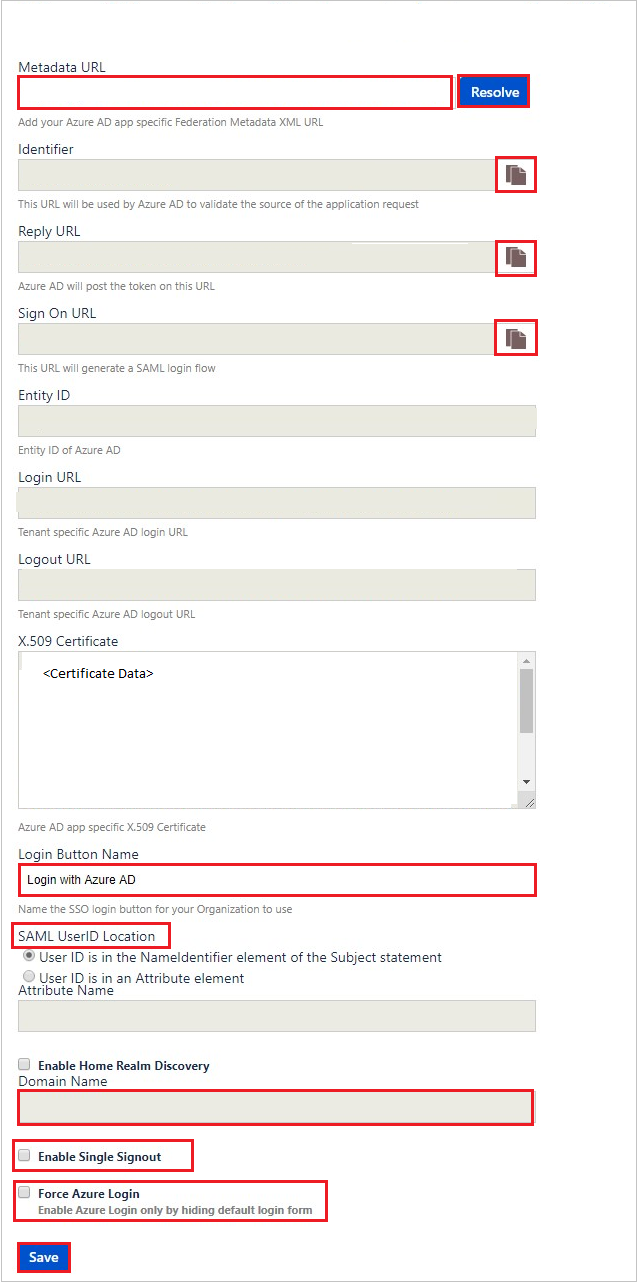 Metadata URL
Resolve
Add your Azure AD app specific Federation Metadata XML URL
Identifier
This URL will be used by Azure AD to validate the source of the application request
Reply URL
Azure AD will post the token on this URL
Sign On URL
This URL will generate a SAML login flow
Entity ID
Entity ID of Azure AD
Login URL
Tenant specific Azure AD login URL
Logout URL
Tenant specific Azure AD logout URL
X.509 Certificate
<Certificate Data>
Azure AD app specific X.509 Certificate
Login Button Name
Login with Azure AD
Name the SSO login button for your Organization to use
SAML UserID Location
User ID is in the NameIdentifier element of the Subject statement
User ID is in an Attribute element
Attribute Name
Enable Home Realm Discovery
Domain Name
Enable Single Signout
Force Azure Login
Enable Azure Login only by hiding default login form
Save